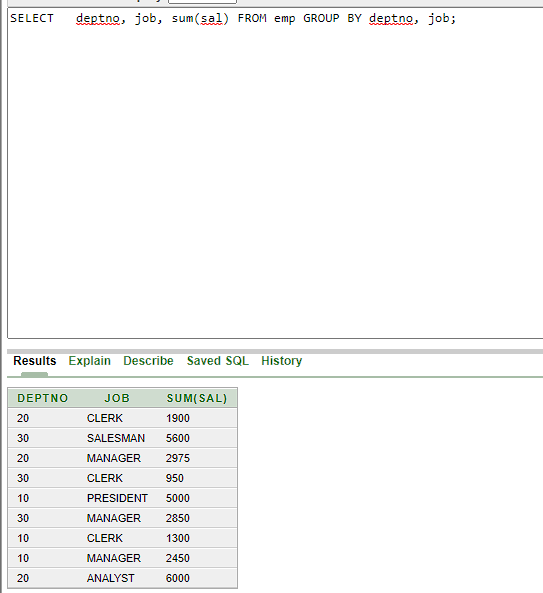 SELECT   deptno, job, sum(sal) FROM emp GROUP BY deptno, job;
Results Explain Describe Saved SQL History
DEPTNO JOB SUM(SAL)
20 CLERK 1900
30 SALESMAN 5600
20 MANAGER 2975
30 CLERK 950
10 PRESIDENT 5000
30 MANAGER 2850
10 CLERK 1300
10 MANAGER 2450
20 ANALYST 6000